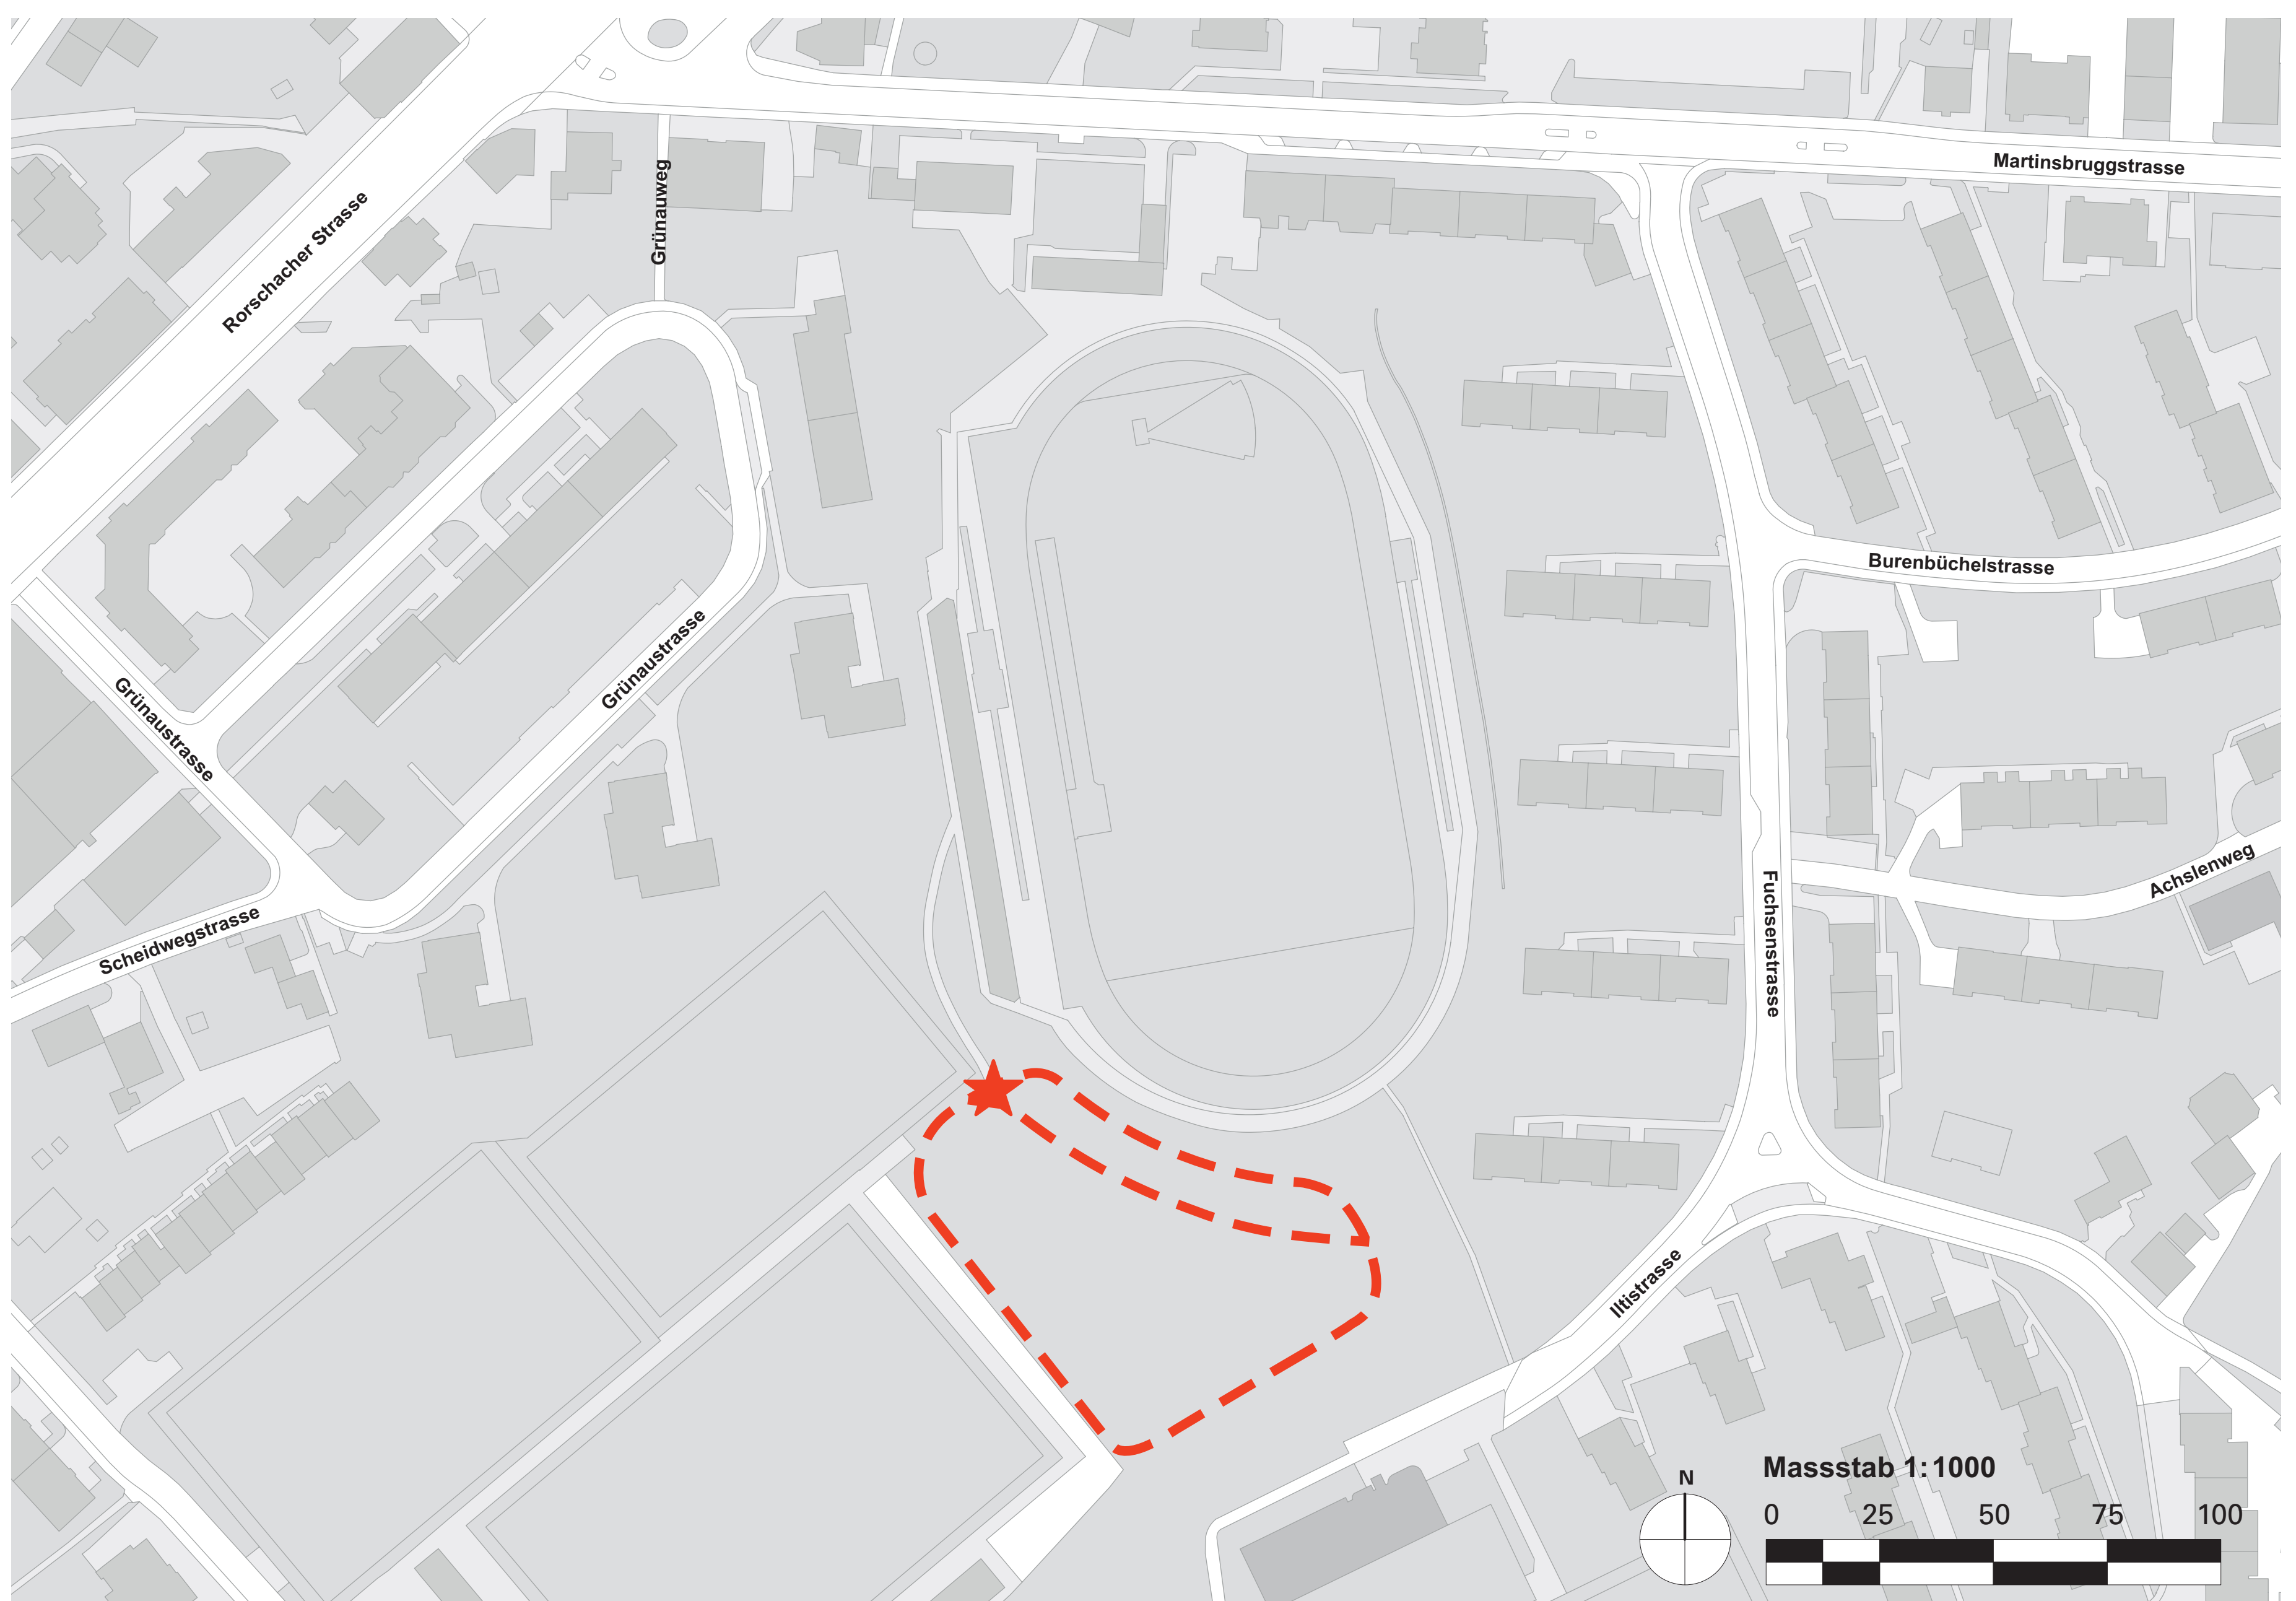 Martinsbruggstrasse
Grünauweg
Rorschacher Strasse
Burenbüchelstrasse
Grünaustrasse
Grünaustrasse
Achslenweg
Fuchsenstrasse
Scheidwegstrasse
Iltistrasse
Massstab 1:1000
N
0 25 50 75 100